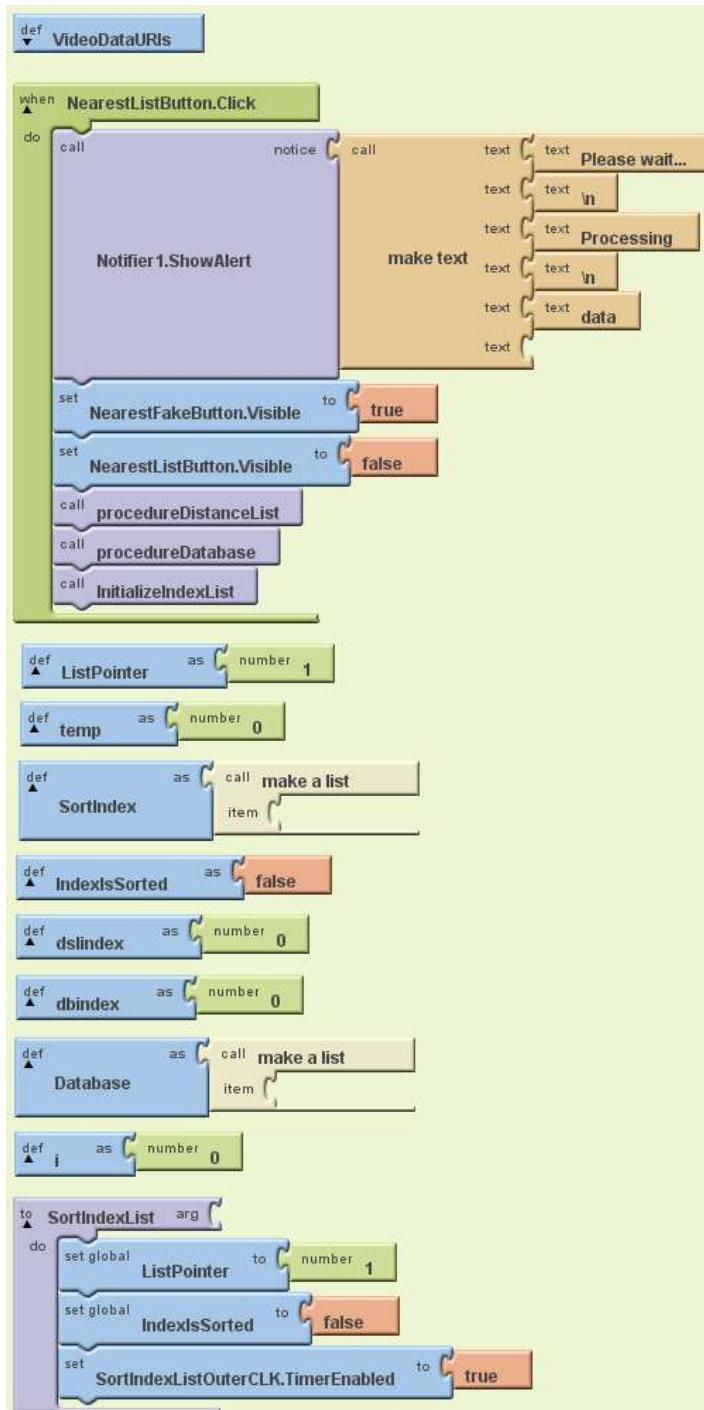 def VideoDataURIs
when NearestListButton.Click
do call notice call text text Please wait...
text text \n
text text Processing
Notifier1.ShowAlert make text
text text \n
text text data
text
set NearestFakeButton.Visible to true
set NearestListButton.Visible to false
call procedureDistanceList
call procedureDatabase
call InitializeIndexList
def ListPointer as number 1
def temp as number 0
def SortIndex as call make a list
item
def IndexIsSorted as false
def dslindex as number 0
def dbindex as number 0
def Database as call make a list
item
def i as number 0
to SortIndexList arg
do set global ListPointer to number 1
set global IndexIsSorted to false
set SortIndexListOuterCLK.TimerEnabled to true